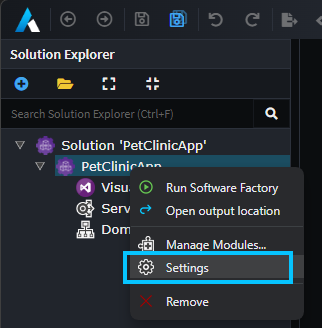 Solution Explorer
Search Solution Explorer (Ctrl+F)
Solution 'PetClinicApp'
PetClinicApp
Visu
Run Software Factory
Serv
Open output location
Dom
Manage Modules...
Settings
Remove